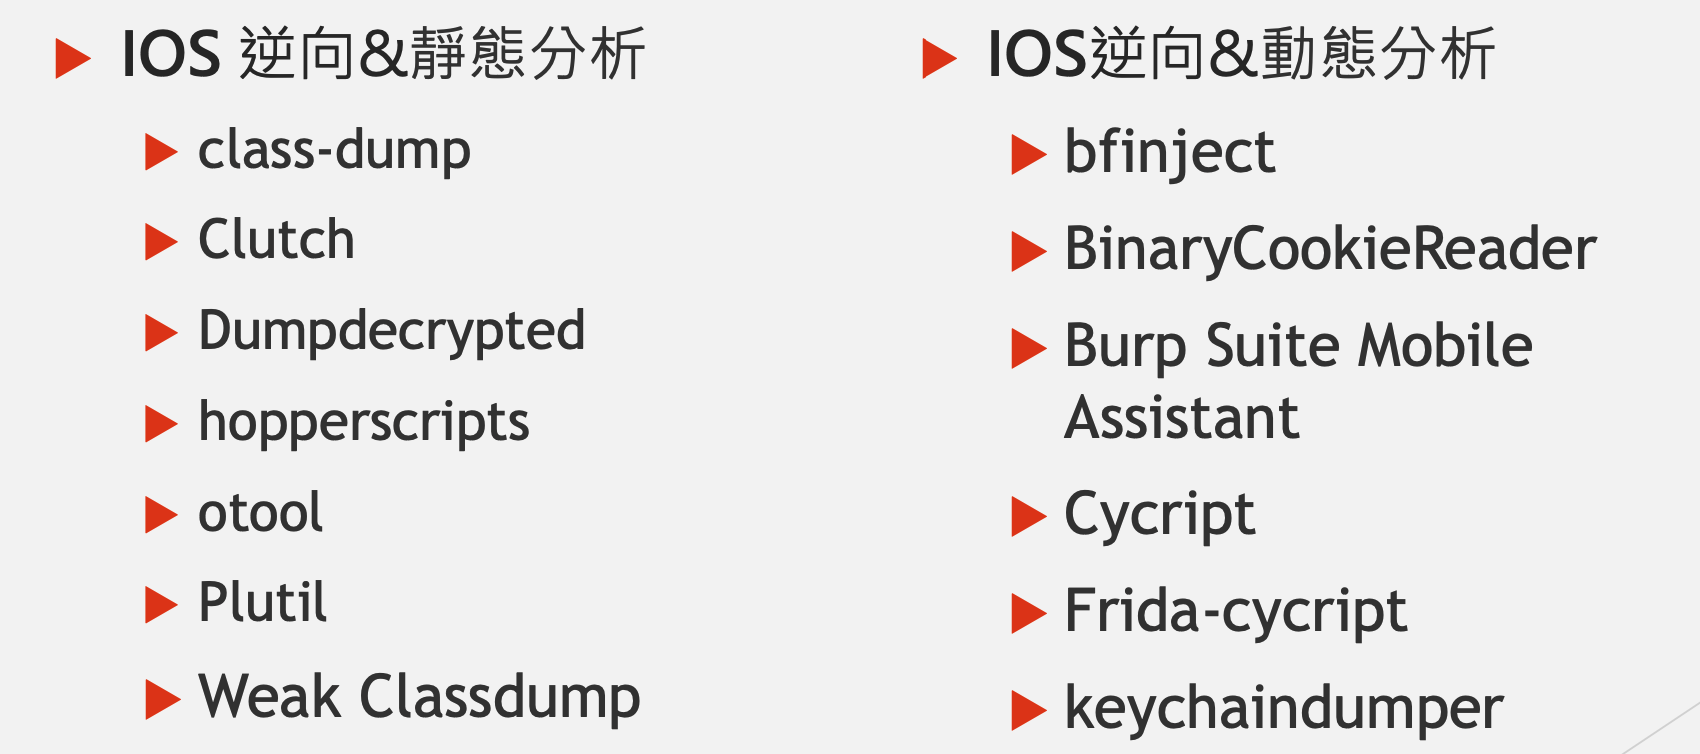 IOS 逆向&靜態分析
class-dump
Clutch
Dumpdecrypted
hopperscripts
otool
Plutil
Weak Classdump
IOS逆向&動態分析
bfinject
BinaryCookieReader
Burp Suite Mobile
Assistant
Cycript
Frida-cycript
keychaindumper